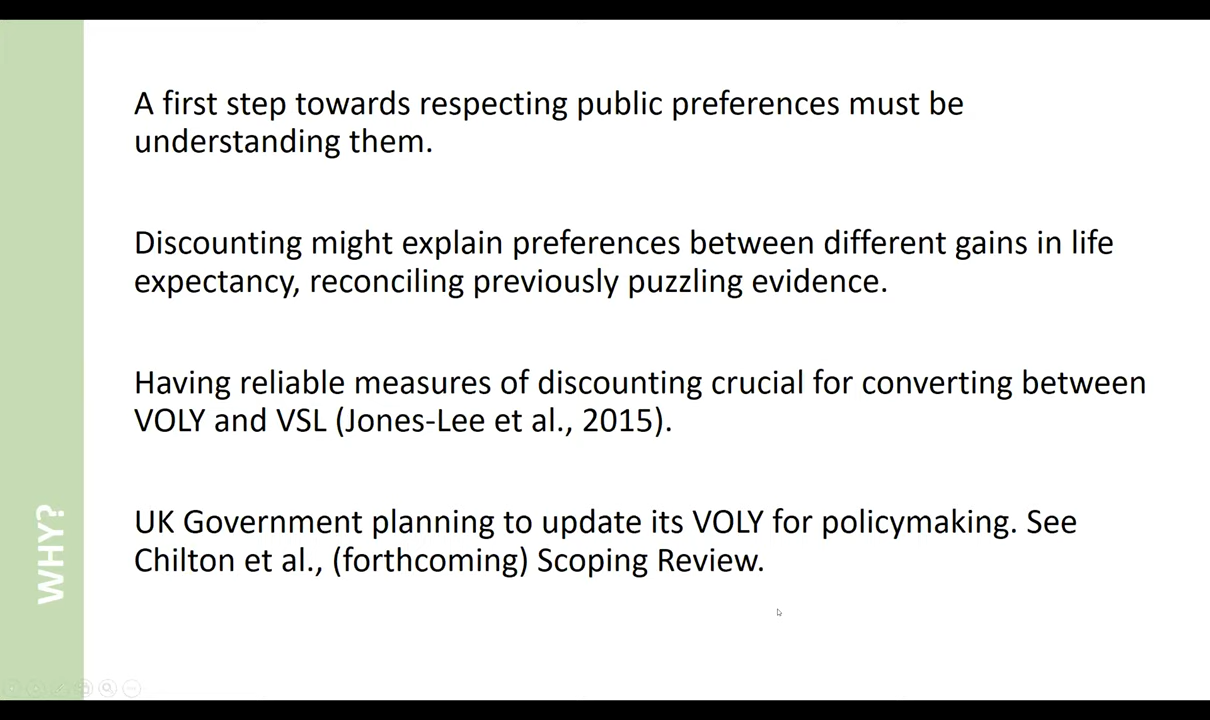 A first step towards respecting public preferences must be
understanding them.
Discounting might explain preferences between different gains in life
expectancy, reconciling previously puzzling evidence.
Having reliable measures of discounting crucial for converting between
VOLY and VSL (Jones-Lee et al., 2015).
UK Government planning to update its VOLY for policymaking. See
Chilton et al., (forthcoming) Scoping Review.
WHY?